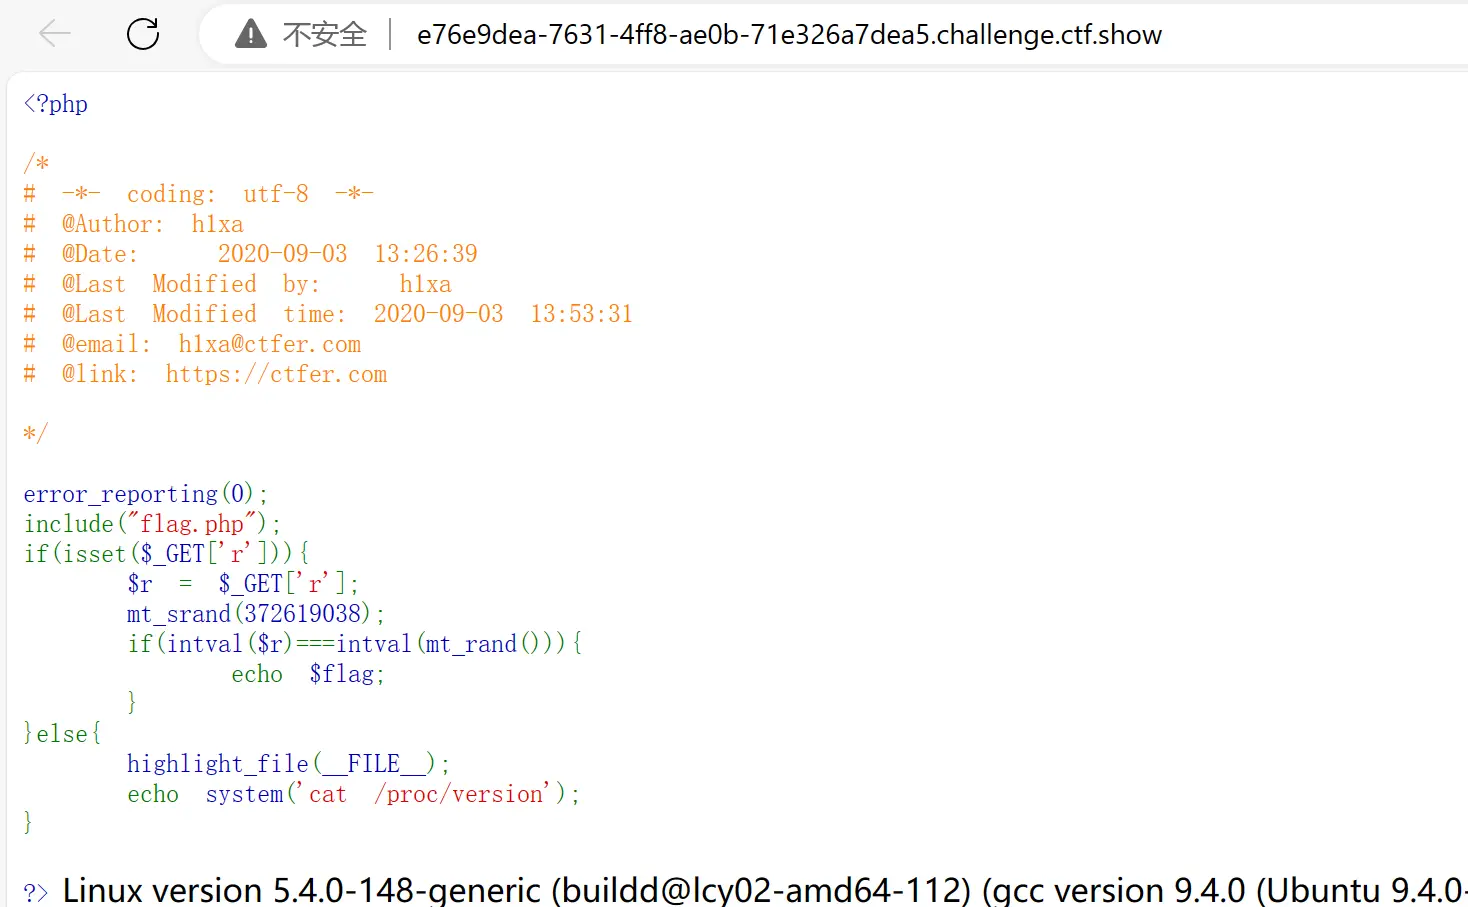 不安全 e76e9dea-7631-4ff8-ae0b-71e326a7dea5.challenge.ctf.show
<?php
/*
# -*- coding: utf-8 -*-
# @Author: h1xa
# @Date: 2020-09-03 13:26:39
# @Last Modified by: h1xa
# @Last Modified time: 2020-09-03 13:53:31
# @email: h1xa@ctfer.com
# @link: https://ctfer.com
*/
error_reporting(0);
include("flag.php");
if(isset($_GET['r'])){
$r = $_GET['r'];
mt_srand(372619038);
if(intval($r)===intval(mt_rand())){
echo $flag;
}
}else{
highlight_file(__FILE__);
echo system('cat /proc/version');
}
?> Linux version 5.4.0-148-generic (buildd@lcy02-amd64-112) (gcc version 9.4.0 (Ubuntu 9.4.0-